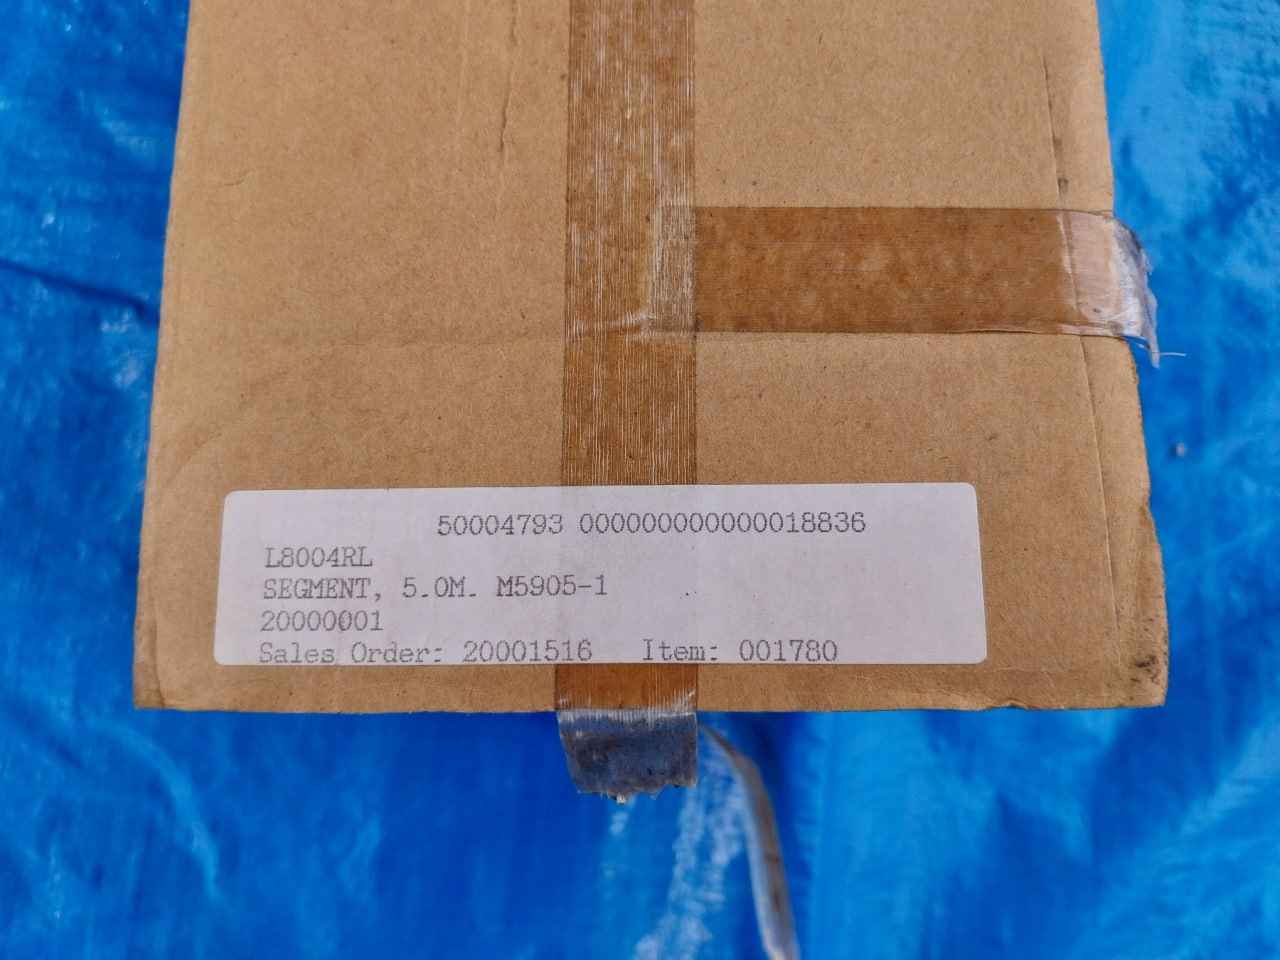 50004793 000000000000018836
L8004RL
SEGMENT, 5.0M. M5905-1
20000001
Sales Order: 20001516 Item: 001780